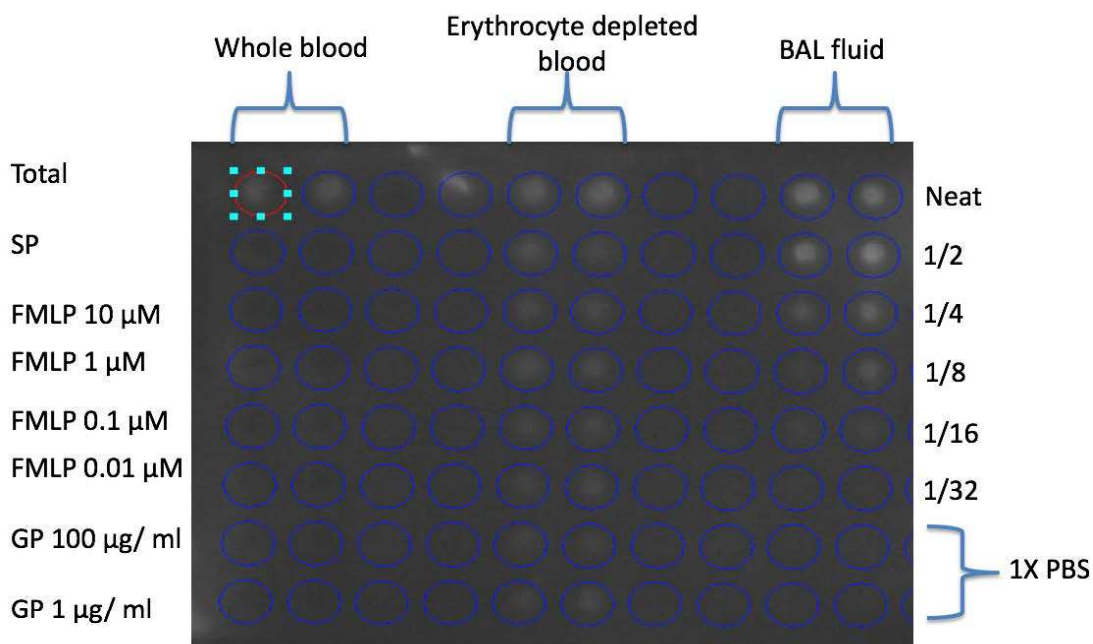 Whole blood
Erythrocyte depleted
blood
BAL fluid
Total
SP
FMLP 10 μM
FMLP 1 μM
FMLP 0.1 μM
FMLP 0.01 μM
GP 100 μg/ ml
GP 1 μg/ ml
Neat
1/2
1/4
1/8
1/16
1/32
1X PBS